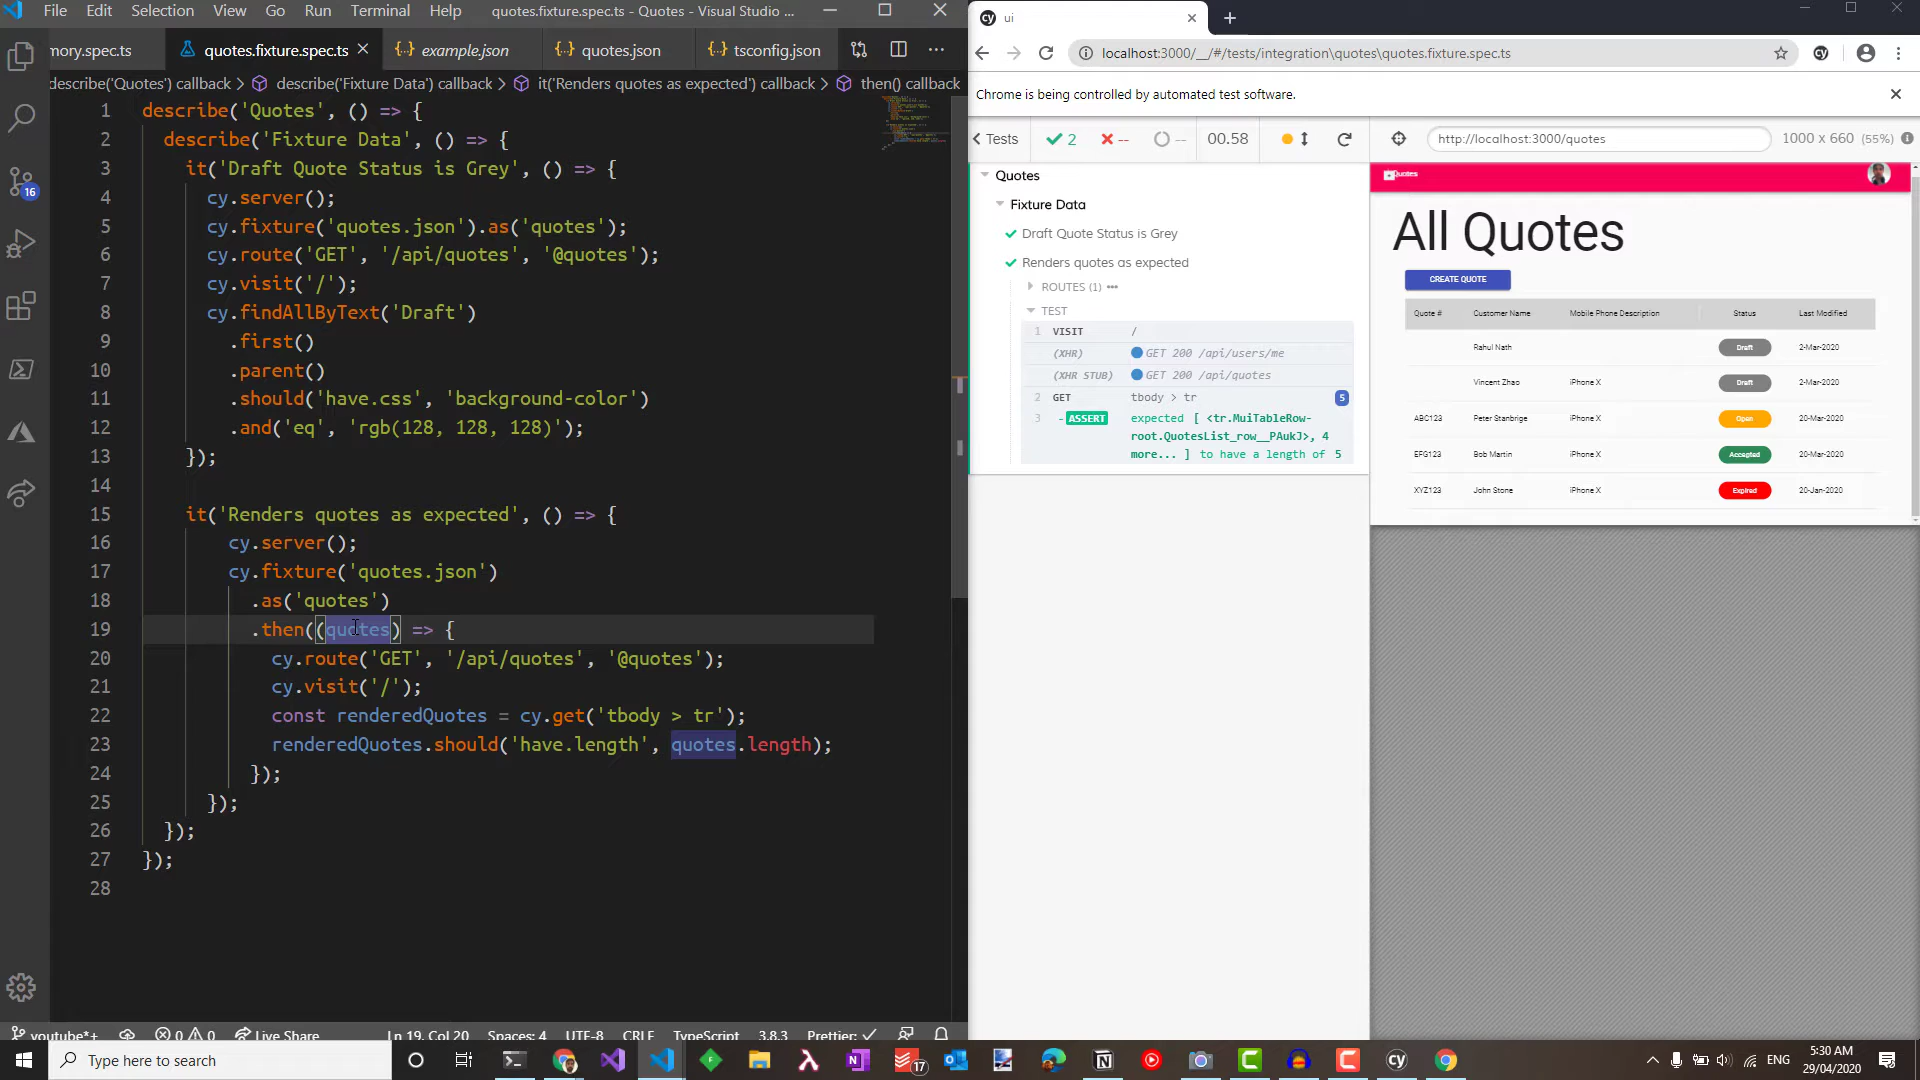 File Edit Selection View Go Run Terminal Help quotes.fixture.spec.ts - Quotes - Visual Studio ...
mory.spec.ts quotes.fixture.spec.ts example.json quotes.json tsconfig.json
describe('Quotes') callback > describe('Fixture Data') callback > it('Renders quotes as expected') callback > then() callback
1 describe('Quotes', () => {
2 describe('Fixture Data', () => {
3 it('Draft Quote Status is Grey', () => {
4 cy.server();
5 cy.fixture('quotes.json').as('quotes');
6 cy.route('GET', '/api/quotes', '@quotes');
7 cy.visit('/');
8 cy.findAllByText('Draft')
9 .first()
10 .parent()
11 .should('have.css', 'background-color')
12 .and('eq', 'rgb(128, 128, 128)');
13 });
14
15 it('Renders quotes as expected', () => {
16 cy.server();
17 cy.fixture('quotes.json')
18 .as('quotes')
19 .then((quotes) => {
20 cy.route('GET', '/api/quotes', '@quotes');
21 cy.visit('/');
22 const renderedQuotes = cy.get('tbody > tr');
23 renderedQuotes.should('have.length', quotes.length);
24 });
25 });
26 });
27 });
28
16
youtube*+ 0 0 Live Share Ln 19, Col 20 Spaces: 4 UTF-8 CRLF TypeScript 3.8.3 Prettier: ✓
cy ui
localhost:3000/__/#/tests/integration\quotes\quotes.fixture.spec.ts
Chrome is being controlled by automated test software.
< Tests ✓ 2 ✗ -- -- 00.58 http://localhost:3000/quotes 1000 x 660 (55%)
Quotes
Fixture Data
Draft Quote Status is Grey
Renders quotes as expected
ROUTES (1) •••
TEST
1 VISIT /
(XHR) GET 200 /api/users/me
(XHR STUB) GET 200 /api/quotes
2 GET tbody > tr 5
3 - ASSERT expected [ <tr.MuiTableRow-
root.QuotesList_row__PAukJ>, 4
more... ] to have a length of 5
Quotes
All Quotes
CREATE QUOTE
Quote # Customer Name Mobile Phone Description Status Last Modified
Rahul Nath Draft 2-Mar-2020
Vincent Zhao iPhone X Draft 2-Mar-2020
ABC123 Peter Stanbrige iPhone X Open 20-Mar-2020
EFG123 Bob Martin iPhone X Accepted 20-Mar-2020
XYZ123 John Stone iPhone X Expired 20-Jan-2020
Type here to search 17 cy ENG 5:30 AM
29/04/2020